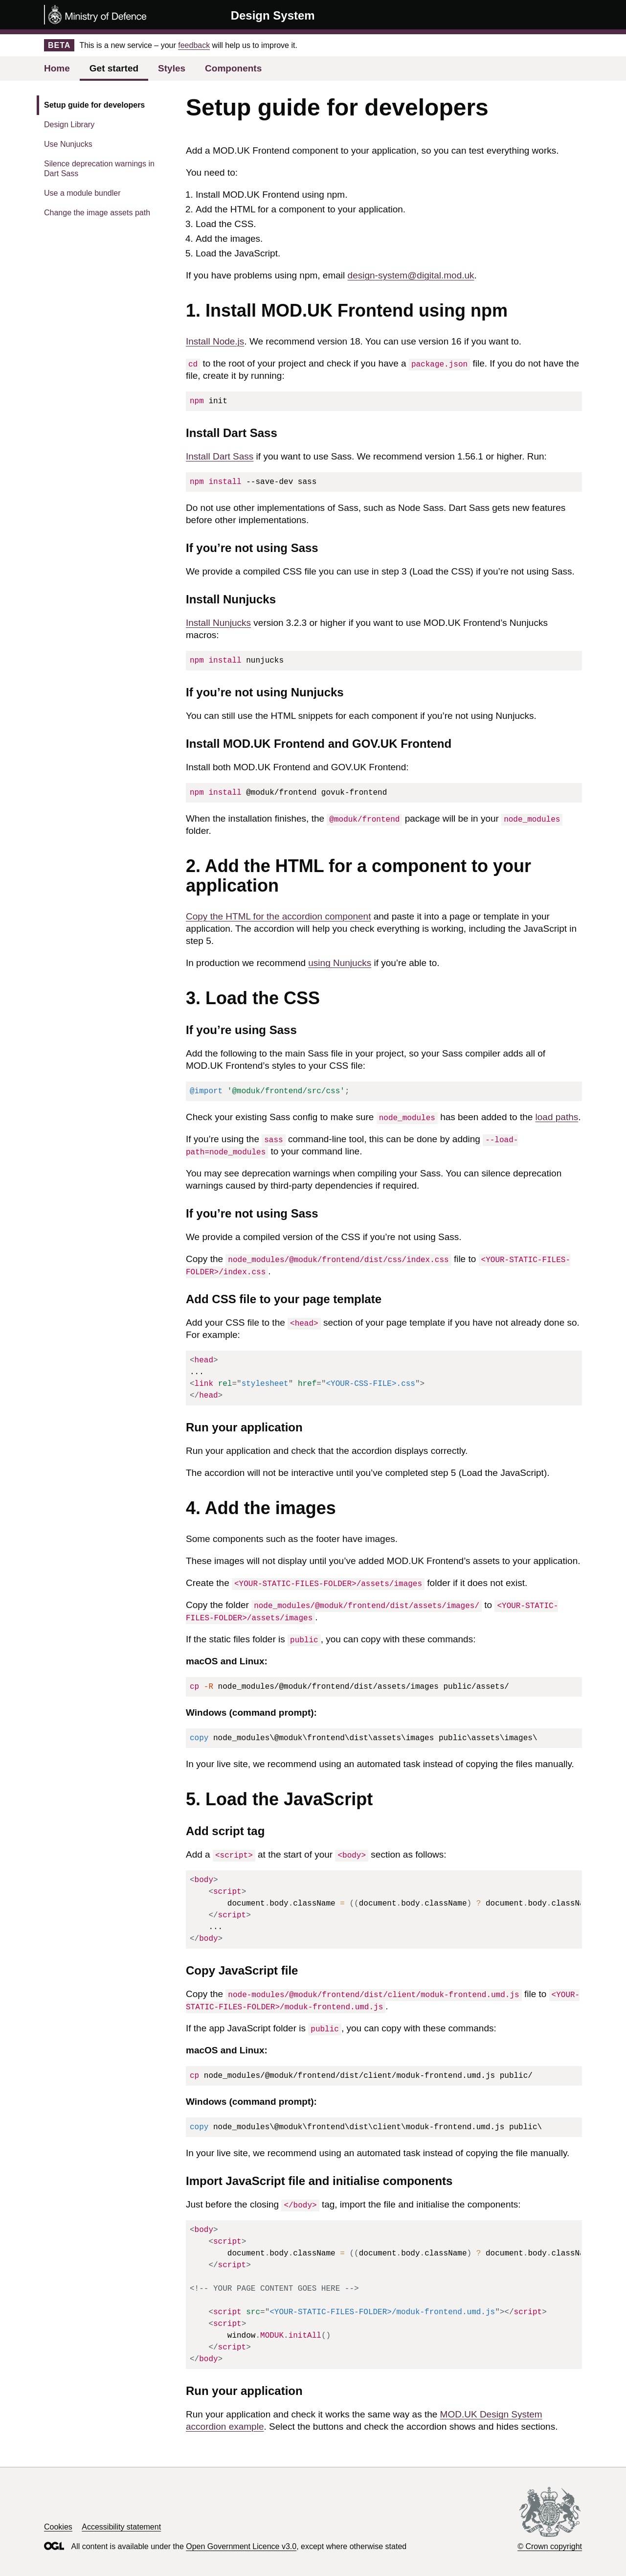 Ministry of Defence
Design System
BETA
This is a new service – your feedback will help us to improve it.
Home
Get started
Styles
Components
Setup guide for developers
Design Library
Use Nunjucks
Silence deprecation warnings in
Dart Sass
Use a module bundler
Change the image assets path
Setup guide for developers
Add a MOD.UK Frontend component to your application, so you can test everything works.
You need to:
1. Install MOD.UK Frontend using npm.
2. Add the HTML for a component to your application.
3. Load the CSS.
4. Add the images.
5. Load the JavaScript.
If you have problems using npm, email design-system@digital.mod.uk.
1. Install MOD.UK Frontend using npm
Install Node.js. We recommend version 18. You can use version 16 if you want to.
cd to the root of your project and check if you have a package.json file. If you do not have the
file, create it by running:
npm init
Install Dart Sass
Install Dart Sass if you want to use Sass. We recommend version 1.56.1 or higher. Run:
npm install --save-dev sass
Do not use other implementations of Sass, such as Node Sass. Dart Sass gets new features
before other implementations.
If you’re not using Sass
We provide a compiled CSS file you can use in step 3 (Load the CSS) if you’re not using Sass.
Install Nunjucks
Install Nunjucks version 3.2.3 or higher if you want to use MOD.UK Frontend’s Nunjucks
macros:
npm install nunjucks
If you’re not using Nunjucks
You can still use the HTML snippets for each component if you’re not using Nunjucks.
Install MOD.UK Frontend and GOV.UK Frontend
Install both MOD.UK Frontend and GOV.UK Frontend:
npm install @moduk/frontend govuk-frontend
When the installation finishes, the @moduk/frontend package will be in your node_modules
folder.
2. Add the HTML for a component to your
application
Copy the HTML for the accordion component and paste it into a page or template in your
application. The accordion will help you check everything is working, including the JavaScript in
step 5.
In production we recommend using Nunjucks if you’re able to.
3. Load the CSS
If you’re using Sass
Add the following to the main Sass file in your project, so your Sass compiler adds all of
MOD.UK Frontend’s styles to your CSS file:
@import '@moduk/frontend/src/css';
Check your existing Sass config to make sure node_modules has been added to the load paths.
If you’re using the sass command-line tool, this can be done by adding --load-
path=node_modules to your command line.
You may see deprecation warnings when compiling your Sass. You can silence deprecation
warnings caused by third-party dependencies if required.
If you’re not using Sass
We provide a compiled version of the CSS if you’re not using Sass.
Copy the node_modules/@moduk/frontend/dist/css/index.css file to <YOUR-STATIC-FILES-
FOLDER>/index.css.
Add CSS file to your page template
Add your CSS file to the <head> section of your page template if you have not already done so.
For example:
<head>
...
<link rel="stylesheet" href="<YOUR-CSS-FILE>.css">
</head>
Run your application
Run your application and check that the accordion displays correctly.
The accordion will not be interactive until you’ve completed step 5 (Load the JavaScript).
4. Add the images
Some components such as the footer have images.
These images will not display until you’ve added MOD.UK Frontend’s assets to your application.
Create the <YOUR-STATIC-FILES-FOLDER>/assets/images folder if it does not exist.
Copy the folder node_modules/@moduk/frontend/dist/assets/images/ to <YOUR-STATIC-
FILES-FOLDER>/assets/images.
If the static files folder is public, you can copy with these commands:
macOS and Linux:
cp -R node_modules/@moduk/frontend/dist/assets/images public/assets/
Windows (command prompt):
copy node_modules\@moduk\frontend\dist\assets\images public\assets\images\
In your live site, we recommend using an automated task instead of copying the files manually.
5. Load the JavaScript
Add script tag
Add a <script> at the start of your <body> section as follows:
<body>
<script>
document.body.className = ((document.body.className) ? document.body.classNa
</script>
...
</body>
Copy JavaScript file
Copy the node-modules/@moduk/frontend/dist/client/moduk-frontend.umd.js file to <YOUR-
STATIC-FILES-FOLDER>/moduk-frontend.umd.js.
If the app JavaScript folder is public, you can copy with these commands:
macOS and Linux:
cp node_modules/@moduk/frontend/dist/client/moduk-frontend.umd.js public/
Windows (command prompt):
copy node_modules\@moduk\frontend\dist\client\moduk-frontend.umd.js public\
In your live site, we recommend using an automated task instead of copying the file manually.
Import JavaScript file and initialise components
Just before the closing </body> tag, import the file and initialise the components:
<body>
<script>
document.body.className = ((document.body.className) ? document.body.classNa
</script>
<!-- YOUR PAGE CONTENT GOES HERE -->
<script src="<YOUR-STATIC-FILES-FOLDER>/moduk-frontend.umd.js"></script>
<script>
window.MODUK.initAll()
</script>
</body>
Run your application
Run your application and check it works the same way as the MOD.UK Design System
accordion example. Select the buttons and check the accordion shows and hides sections.
Cookies
Accessibility statement
OGL
All content is available under the Open Government Licence v3.0, except where otherwise stated
© Crown copyright